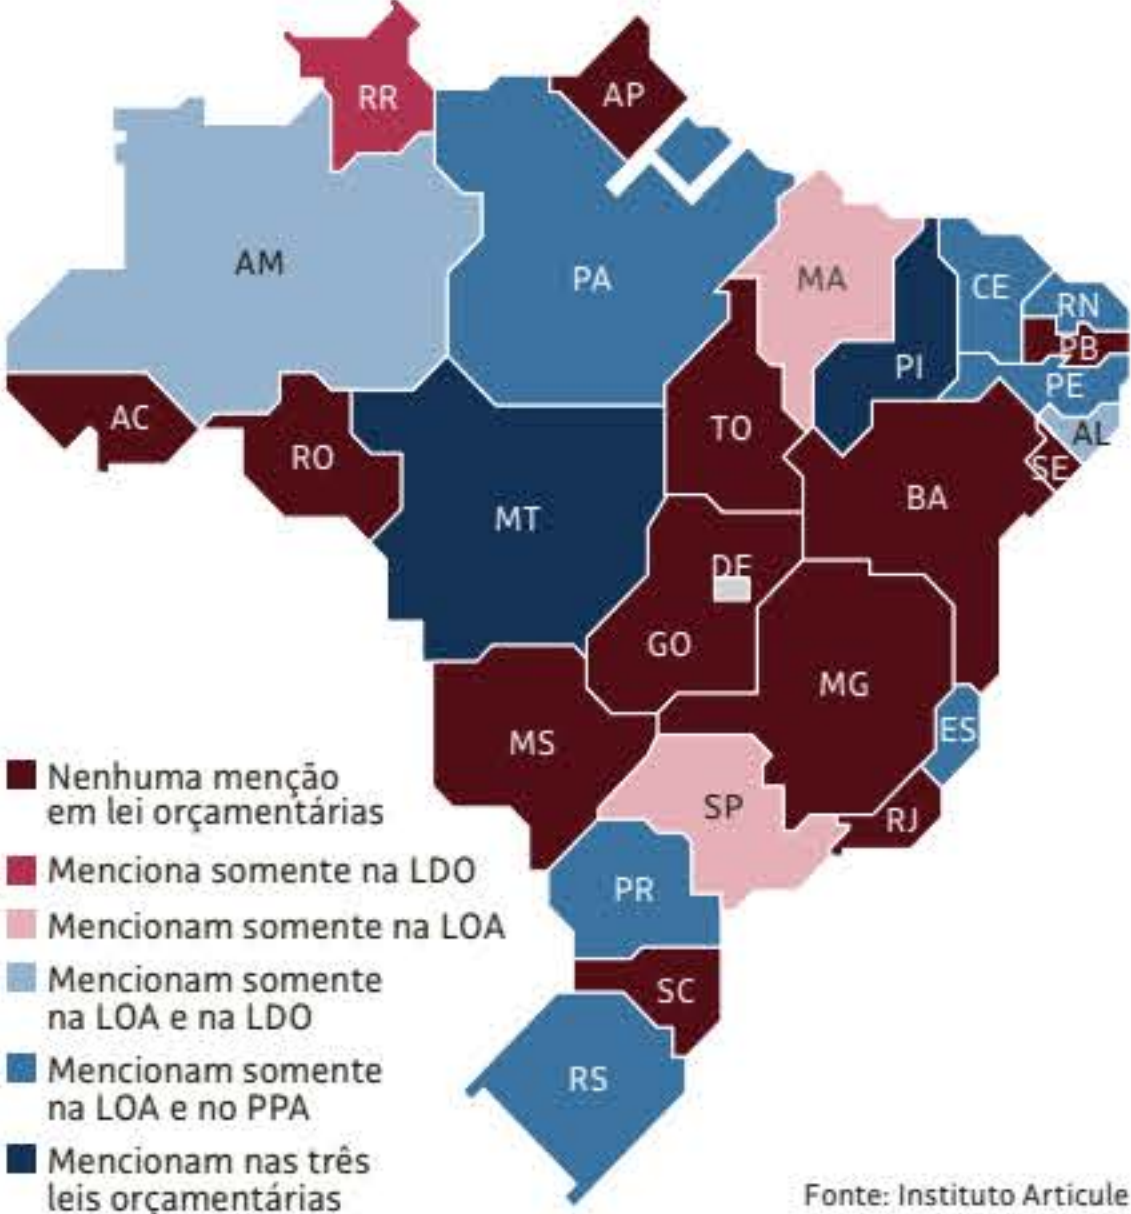 RR
AP
AM
PA
MA
CE
RN
PB
PI
PE
AC
TO
AL
RO
SE
BA
MT
DF
GO
MG
ES
MS
SP
RJ
PR
SC
RS
Nenhuma menção
em lei orçamentárias
Menciona somente na LDO
Mencionam somente na LOA
Mencionam somente
na LOA e na LDO
Mencionam somente
na LOA e no PPA
Mencionam nas três
leis orçamentárias
Fonte: Instituto Articule